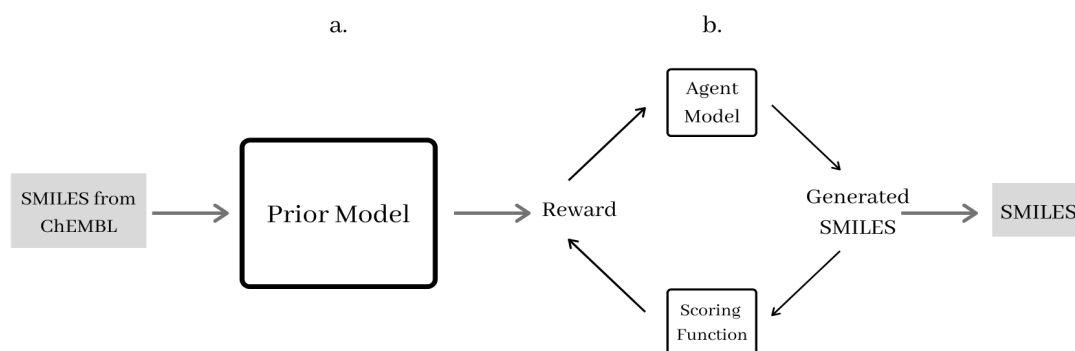 a.
b.
SMILES from
ChEMBL
Prior Model
Reward
Agent
Model
Generated
SMILES
Scoring
Function
SMILES